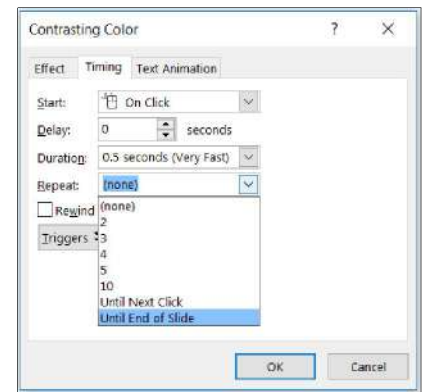 Contrasting Color ? ×
Effect Timing Text Animation
Start: On Click
Delay: 0 seconds
Duration: 0.5 seconds (Very Fast)
Repeat: (none)
Rewind
(none)
2
Triggers
3
4
5
10
Until Next Click
Until End of Slide
OK Cancel